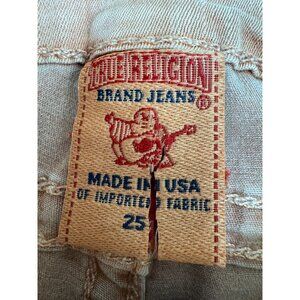 TRUE RELIGION
BRAND JEANS ®
MADE IN USA
OF IMPORTED FABRIC
25